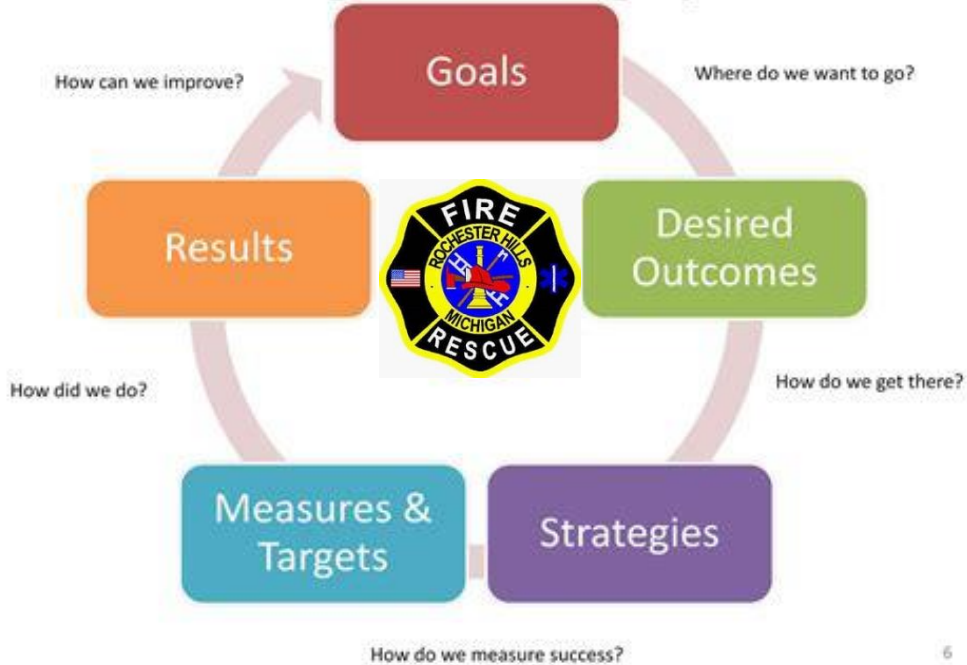 Goals
How can we improve?
Where do we want to go?
Results
FIRE
ROCHESTER HILLS
MICHIGAN
RESCUE
Desired
Outcomes
How did we do?
How do we get there?
Measures &
Targets
Strategies
How do we measure success?
6